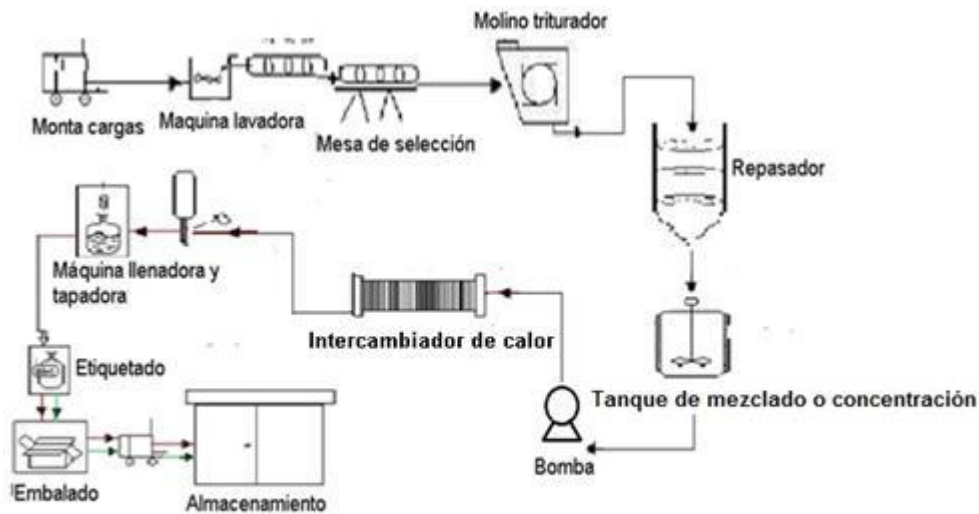 Molino triturador
Monta cargas
Maquina lavadora
Mesa de selección
Repasador
Máquina llenadora y
tapadora
Intercambiador de calor
Etiquetado
Tanque de mezclado o concentración
Bomba
Embalado
Almacenamiento